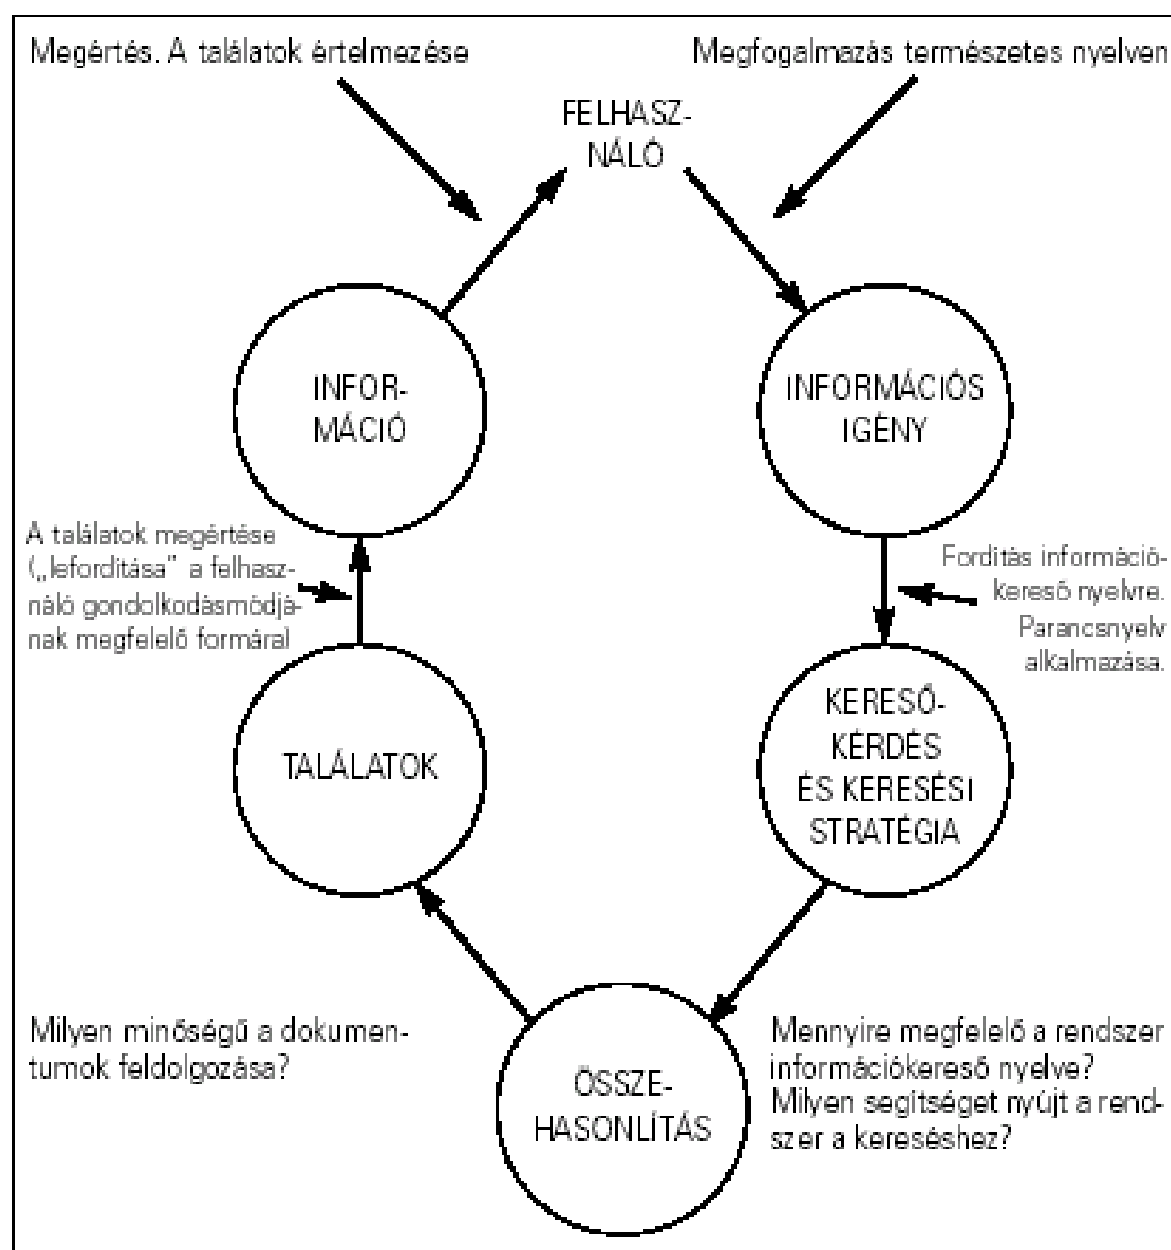 Megértés. A találatok értelmezése
Megfogalmazás természetes nyelven
FELHASZ-
NÁLÓ
INFOR-
MÁCIÓ
INFORMÁCIÓS
IGÉNY
A találatok megértése
(„lefordítása” a felhasz-
náló gondolkodásmódjá-
nak megfelelő formára)
Fordítás információ-
kereső nyelvre.
Parancsnyelv
alkalmazása.
TALÁLATOK
KERESŐ-
KÉRDÉS
ÉS KERESÉSI
STRATÉGIA
Milyen minőségű a dokumen-
tumok feldolgozása?
ÖSSZE-
HASONLÍTÁS
Mennyire megfelelő a rendszer
információkereső nyelve?
Milyen segítséget nyújt a rend-
szer a kereséshez?